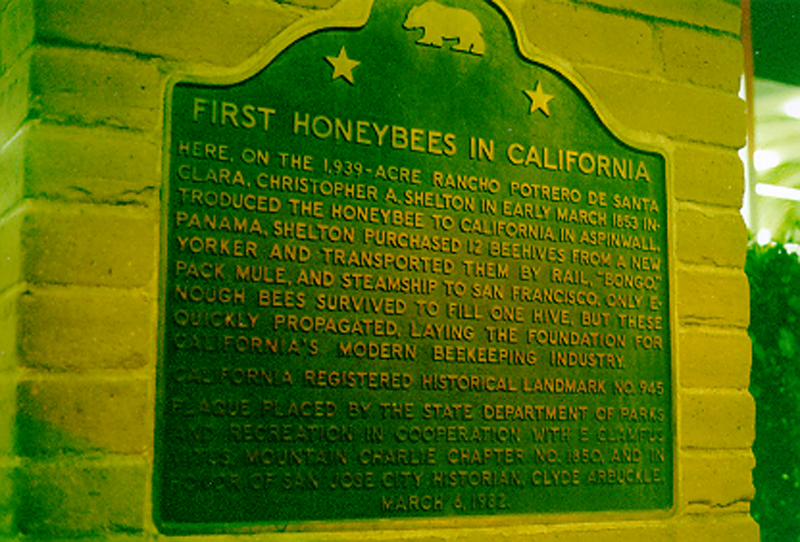 FIRST HONEYBEES IN CALIFORNIA
HERE, ON THE 1,939-ACRE RANCHO POTRERO DE SANTA
CLARA, CHRISTOPHER A. SHELTON IN EARLY MARCH 1853 IN-
TRODUCED THE HONEYBEE TO CALIFORNIA. IN ASPINWALL,
PANAMA, SHELTON PURCHASED 12 BEEHIVES FROM A NEW
YORKER AND TRANSPORTED THEM BY RAIL, "BONGO,"
PACK MULE, AND STEAMSHIP TO SAN FRANCISCO. ONLY E-
NOUGH BEES SURVIVED TO FILL ONE HIVE, BUT THESE
QUICKLY PROPAGATED, LAYING THE FOUNDATION FOR
CALIFORNIA'S MODERN BEEKEEPING INDUSTRY.
CALIFORNIA REGISTERED HISTORICAL LANDMARK NO. 945
PLAQUE PLACED BY THE STATE DEPARTMENT OF PARKS
AND RECREATION IN COOPERATION WITH E CLAMPUS
VITUS, MOUNTAIN CHARLIE CHAPTER NO. 1850, AND IN
HONOR OF SAN JOSE CITY HISTORIAN, CLYDE ARBUCKLE.
MARCH 6, 1982.